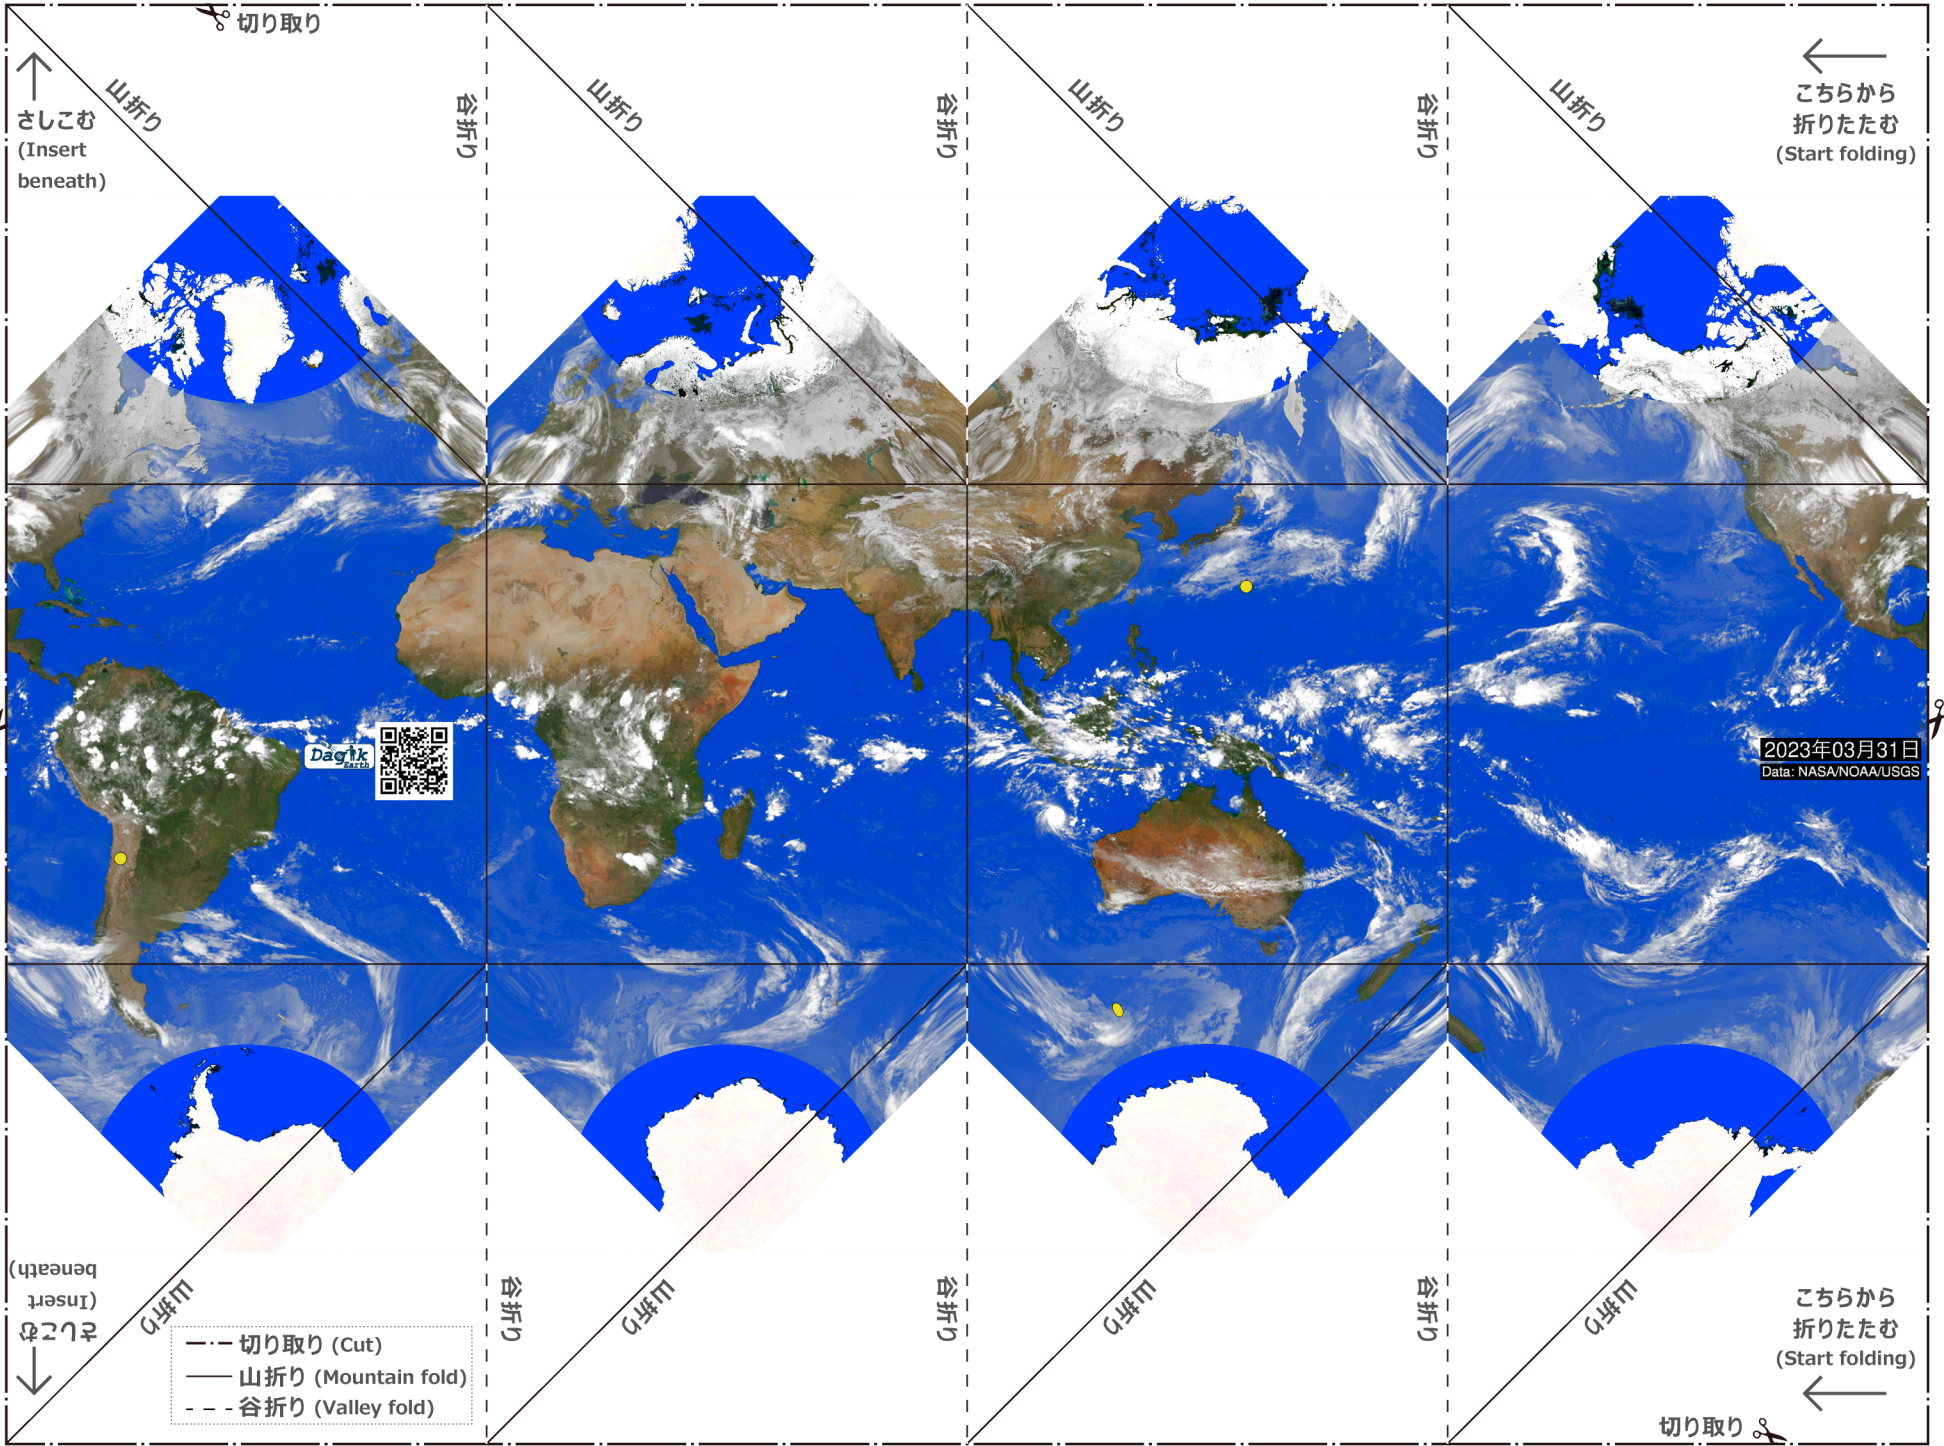 切り取り
山折り
谷折り
山折り
谷折り
山折り
谷折り
山折り
さしこむ
(Insert
beneath)
こちらから
折りたたむ
(Start folding)
Dagik
Earth
2023年03月31日
Data: NASA/NOAA/USGS
さしこむ
(Insert
beneath)
山折り
谷折り
山折り
谷折り
山折り
谷折り
山折り
こちらから
折りたたむ
(Start folding)
切り取り (Cut)
山折り (Mountain fold)
谷折り (Valley fold)
切り取り